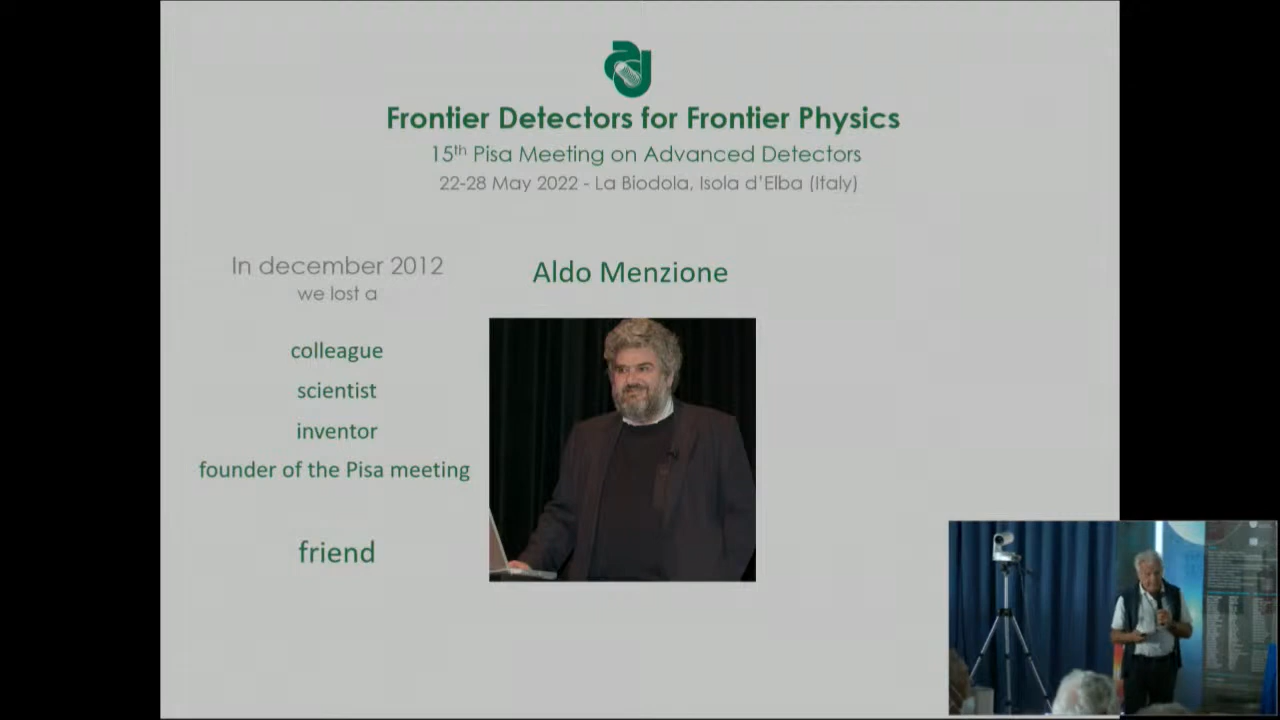 Frontier Detectors for Frontier Physics
15th Pisa Meeting on Advanced Detectors
22-28 May 2022 - La Biodola, Isola d'Elba (Italy)
In december 2012
we lost a
colleague
scientist
inventor
founder of the Pisa meeting
friend
Aldo Menzione